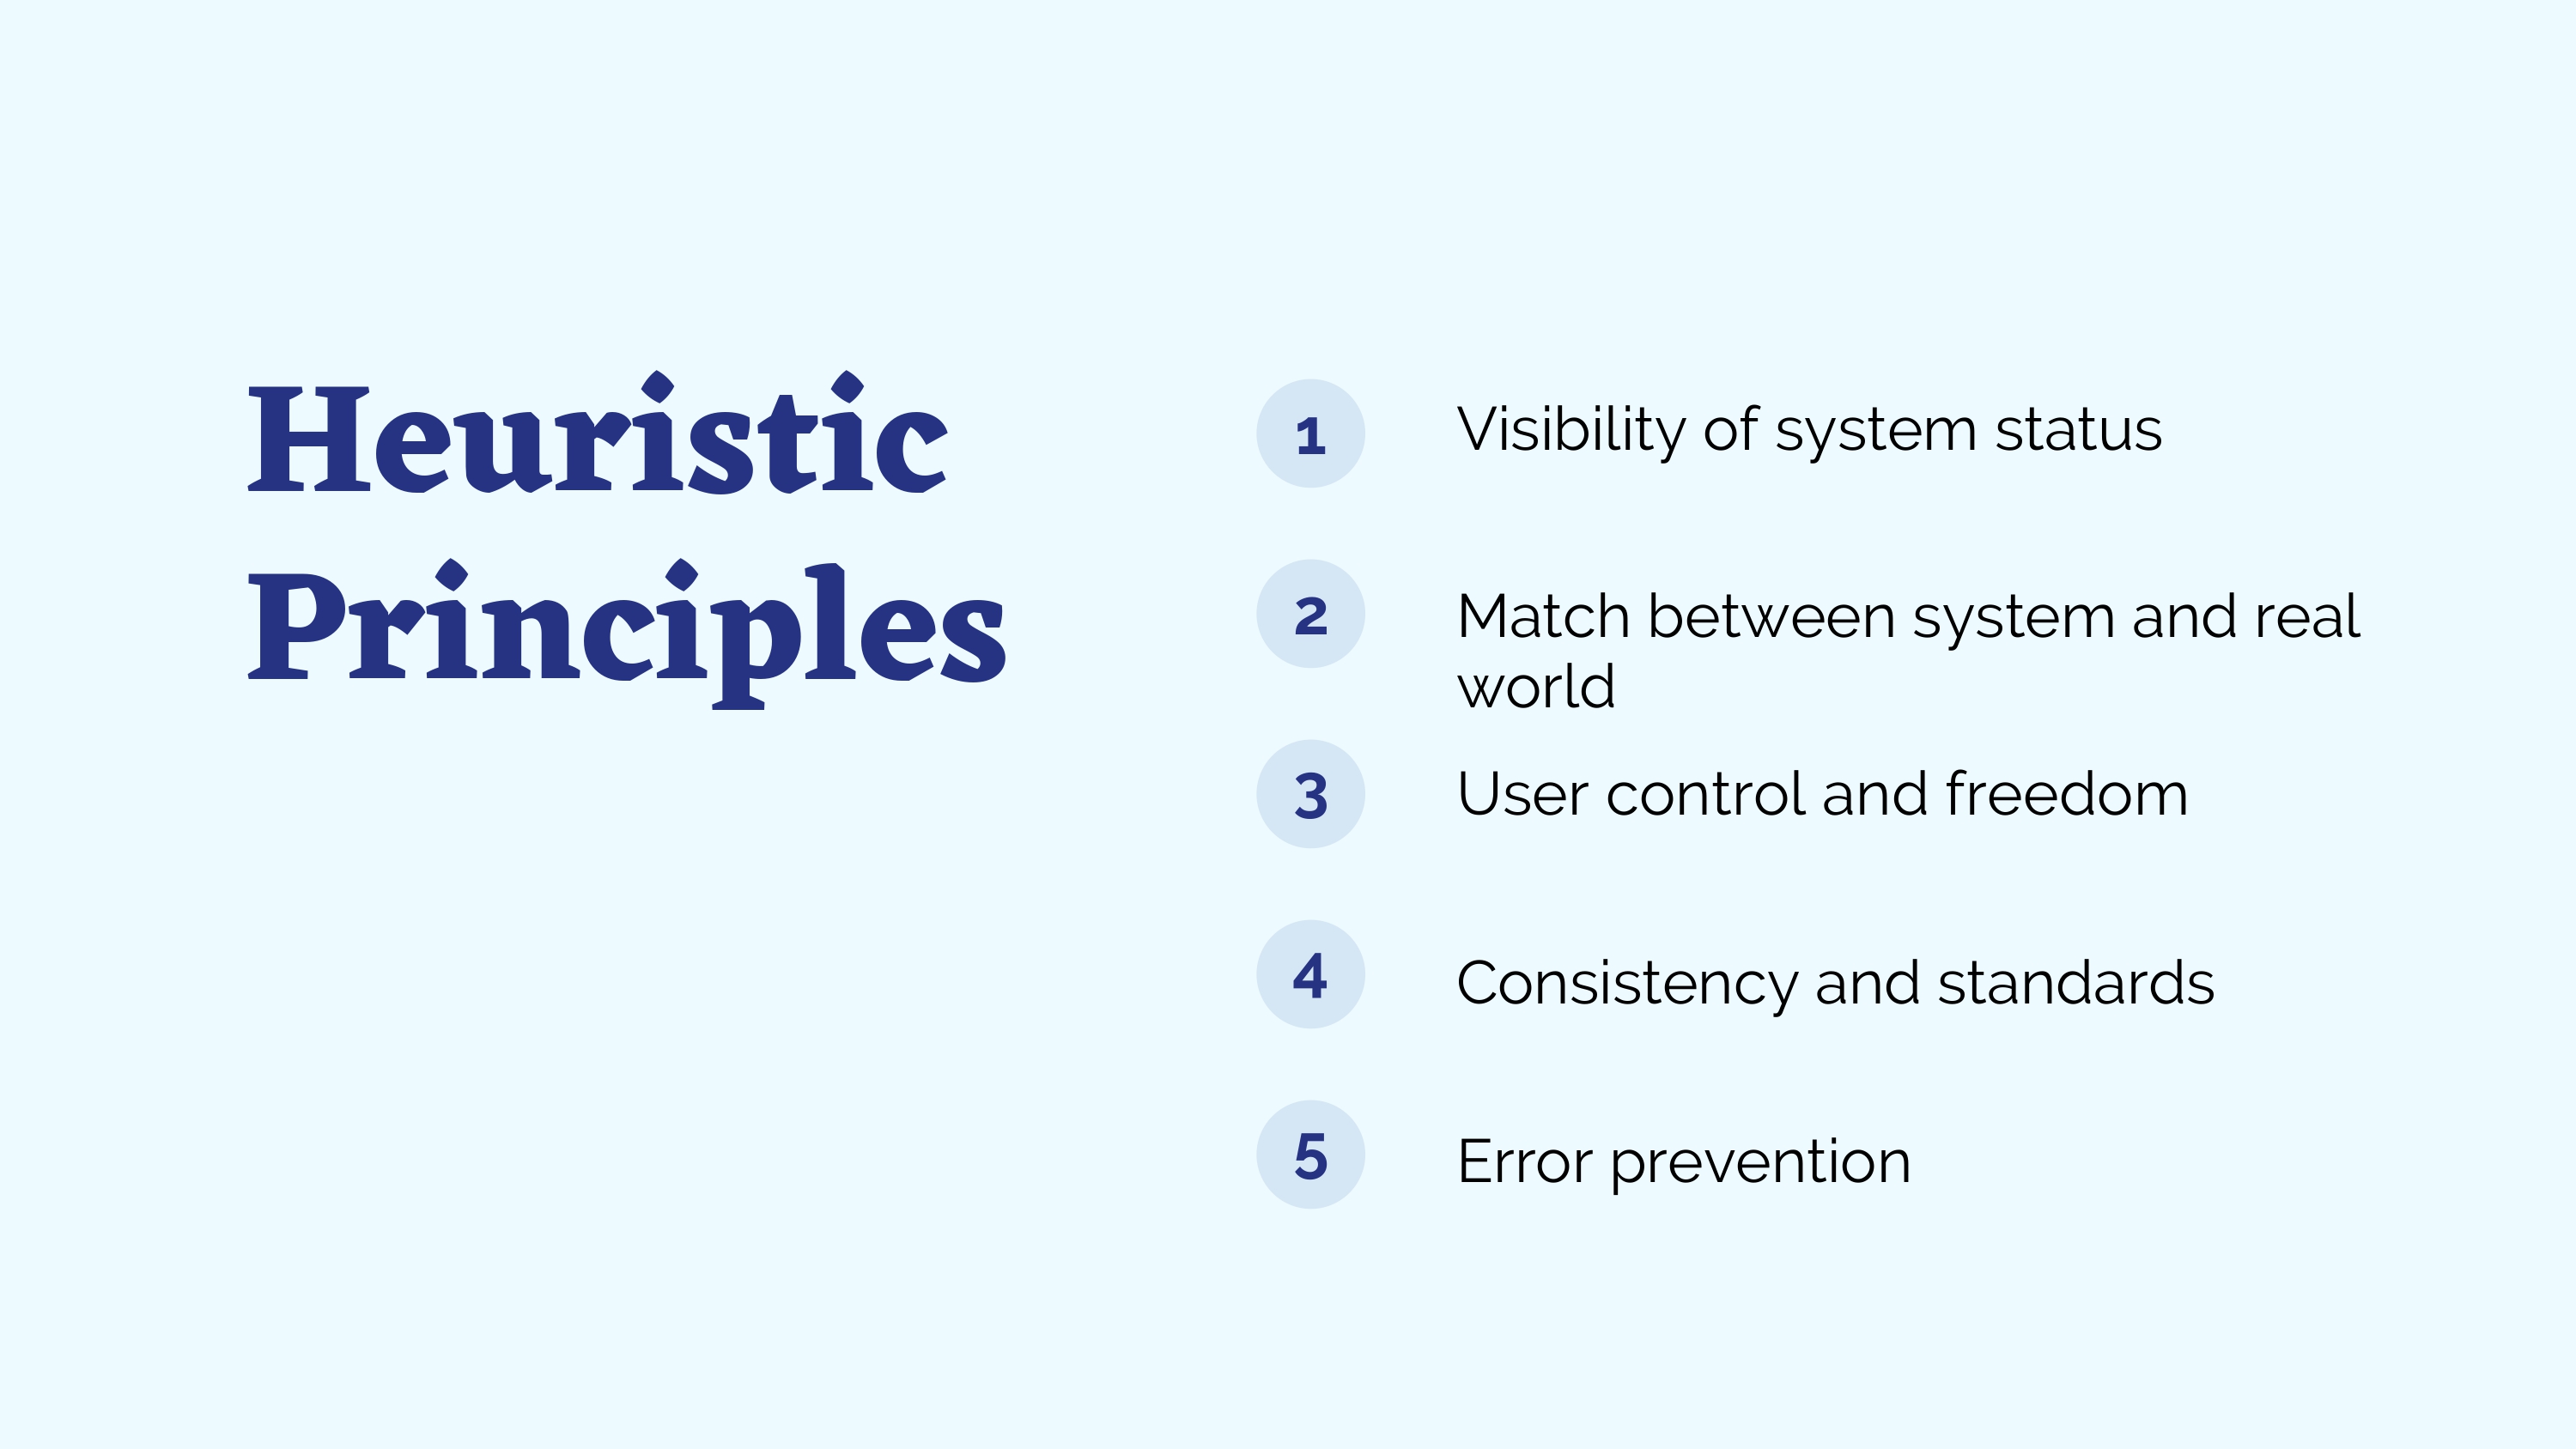 Heuristic
Principles
1 Visibility of system status
2 Match between system and real
world
3 User control and freedom
4 Consistency and standards
5 Error prevention